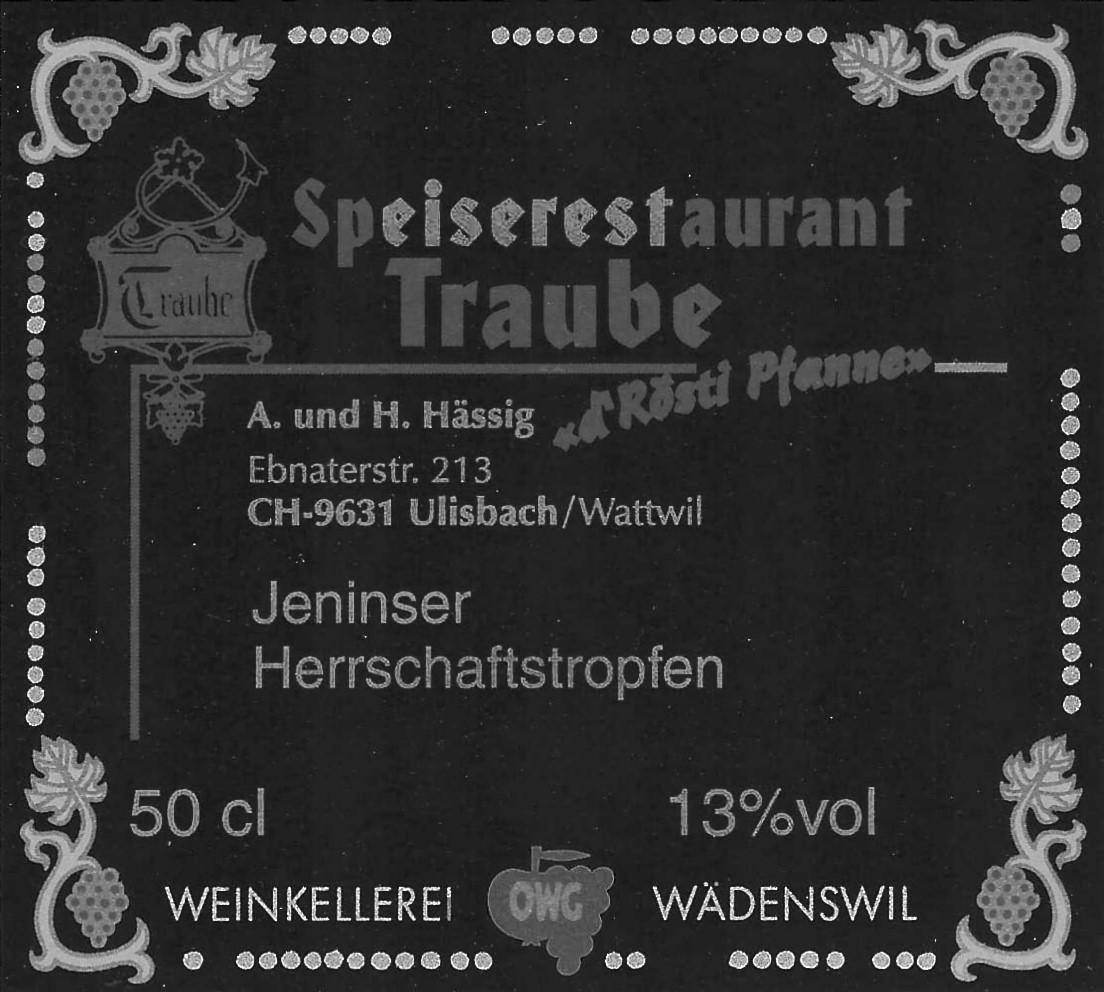 Speiserestaurant
Traube
Traube
«d'Rösti Pfanne»
A. und H. Hässig
Ebnaterstr. 213
CH-9631 Ulisbach/Wattwil
Jeninser
Herrschaftstropfen
50 cl
13%vol
WEINKELLEREI
OWG
WÄDENSWIL